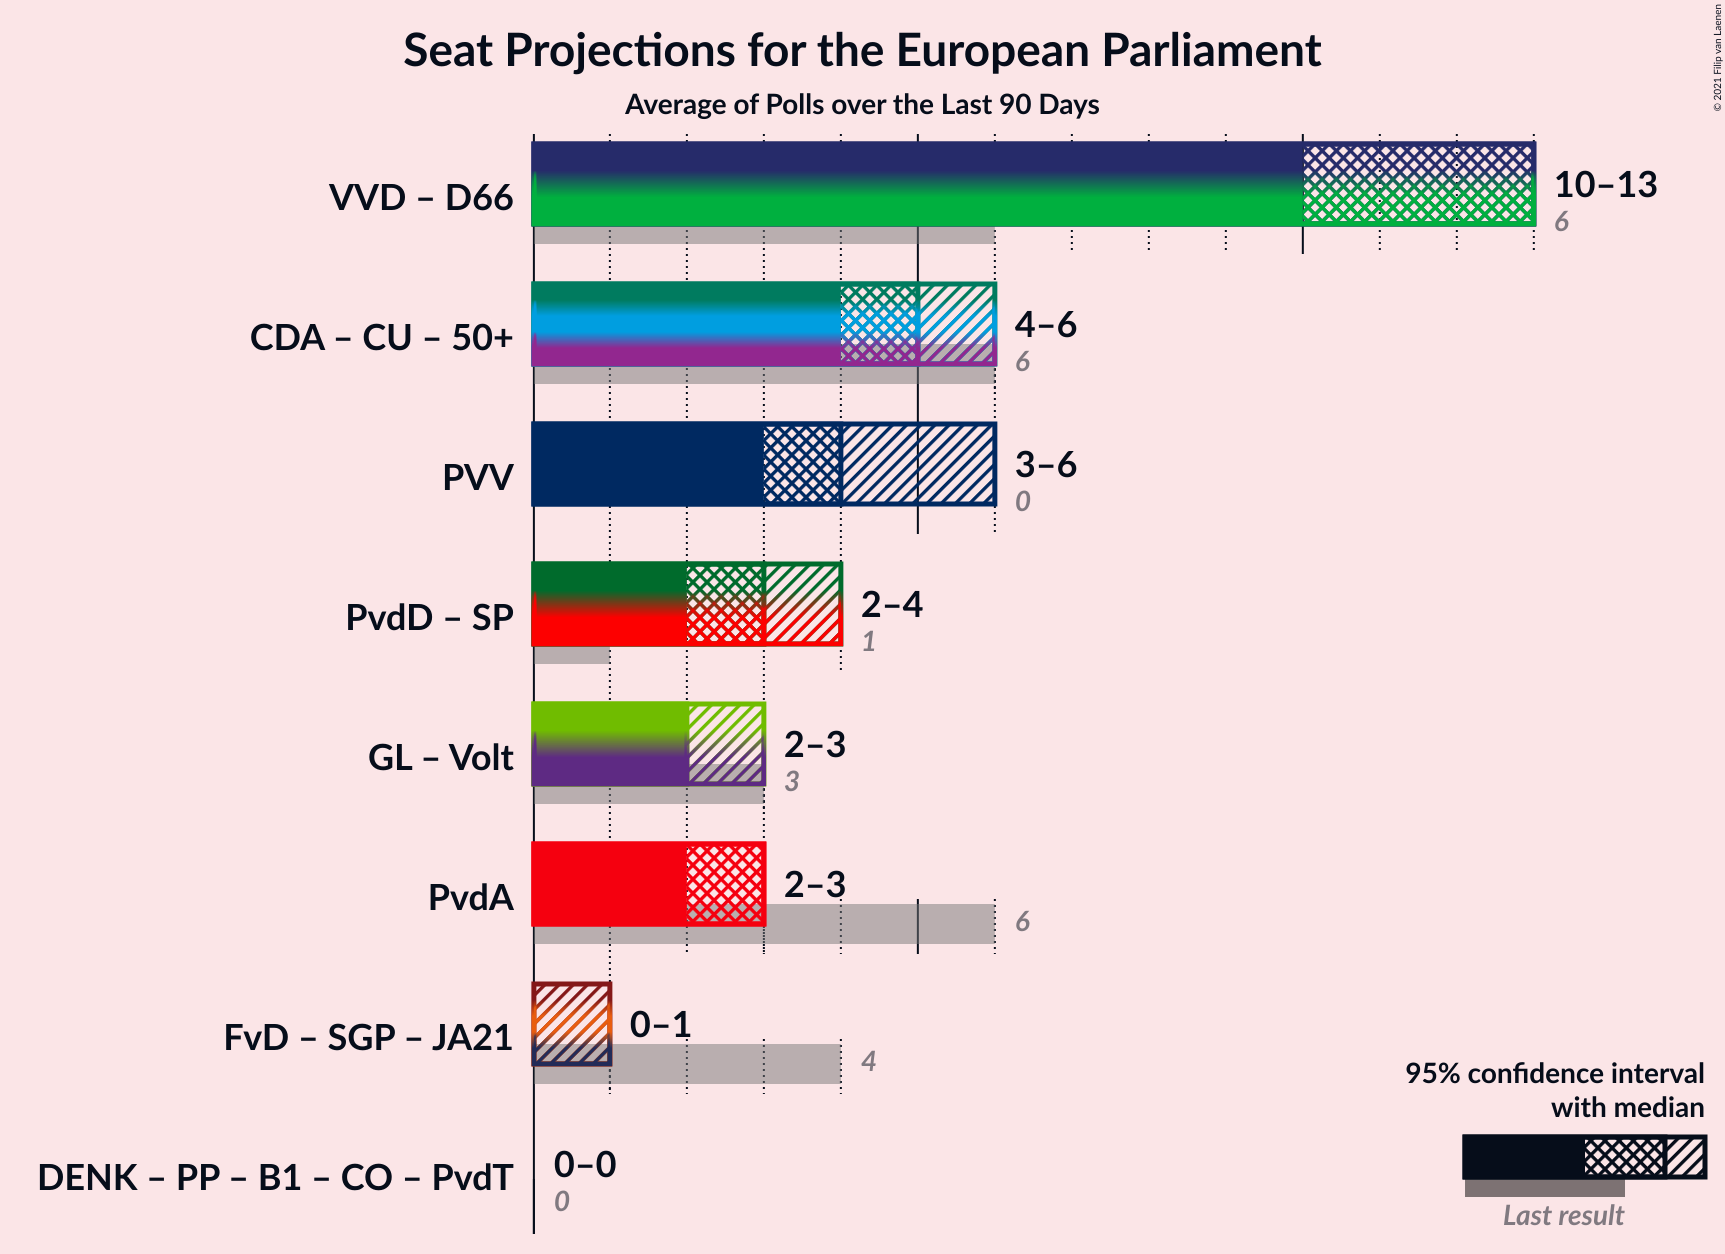 Seat Projections for the European Parliament
Average of Polls over the Last 90 Days
© 2021 Filip van Laenen
VVD – D66
10–13
6
CDA – CU – 50+
4–6
6
PVV
3–6
0
PvdD – SP
2–4
1
GL – Volt
2–3
3
PvdA
2–3
6
FvD – SGP – JA21
0–1
4
DENK – PP – B1 – CO – PvdT
0–0
0
95% confidence interval
with median
Last result